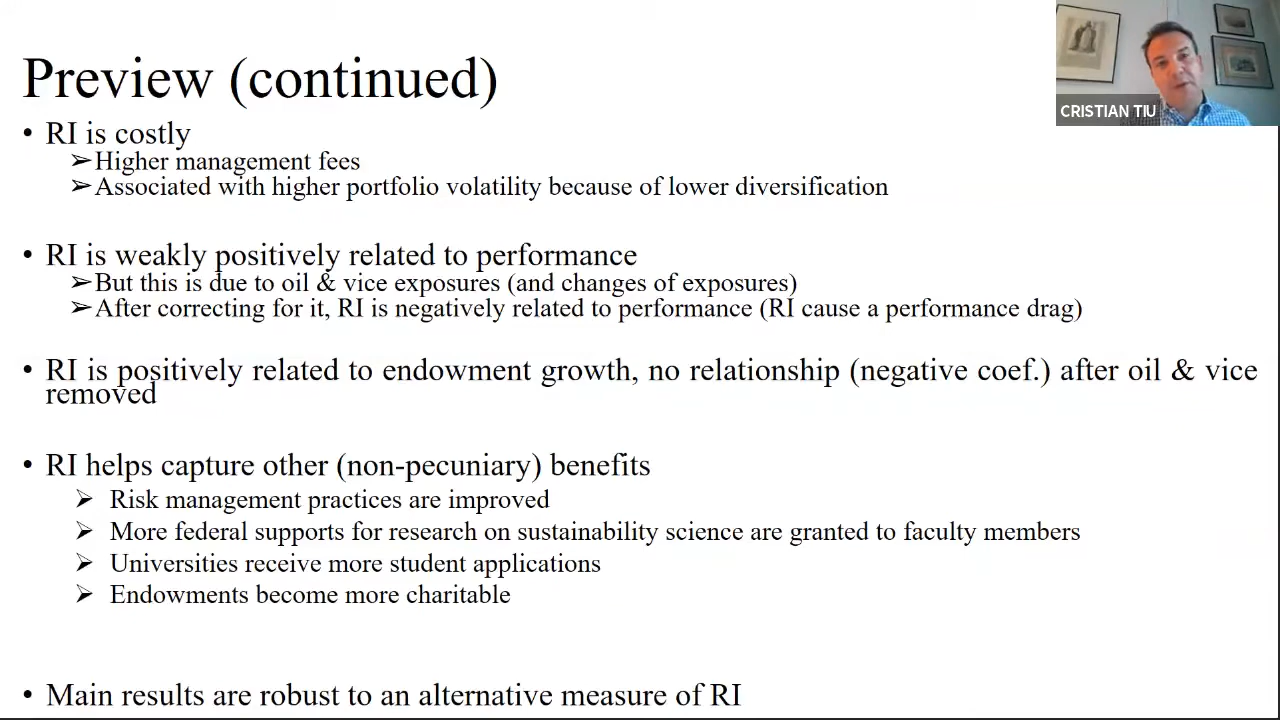 Preview (continued)
CRISTIAN TIU
• RI is costly
➢Higher management fees
➢Associated with higher portfolio volatility because of lower diversification
• RI is weakly positively related to performance
➢But this is due to oil & vice exposures (and changes of exposures)
➢After correcting for it, RI is negatively related to performance (RI cause a performance drag)
• RI is positively related to endowment growth, no relationship (negative coef.) after oil & vice
removed
• RI helps capture other (non-pecuniary) benefits
➢ Risk management practices are improved
➢ More federal supports for research on sustainability science are granted to faculty members
➢ Universities receive more student applications
➢ Endowments become more charitable
• Main results are robust to an alternative measure of RI